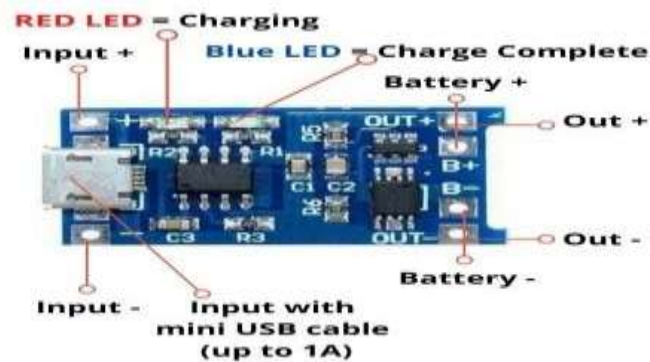 RED LED = Charging
Input +
Blue LED = Charge Complete
Battery +
OUT+
Out +
+
R2
R1
R5
B+
B-
C1
C2
R6
C3
R3
-
OUT-
Out -
Battery -
Input -
Input with
mini USB cable
(up to 1A)